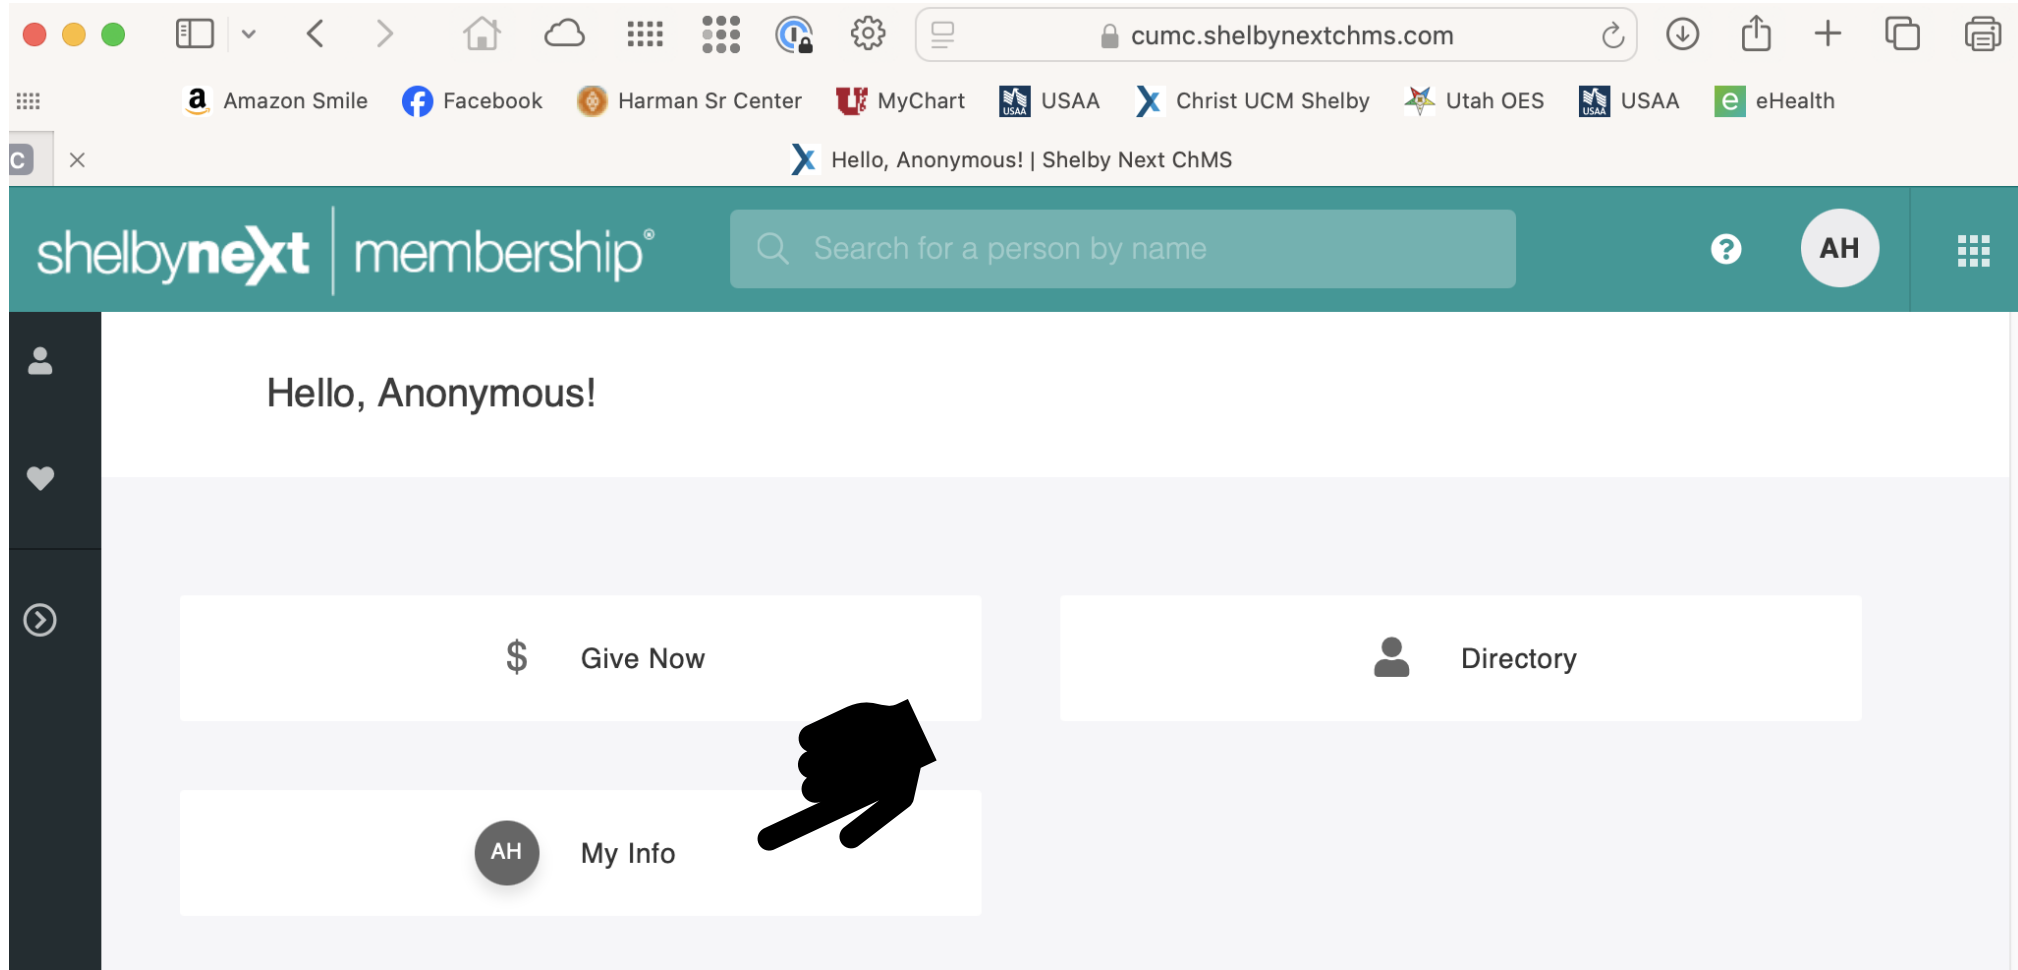 cumc.shelbynextchms.com
Amazon Smile Facebook Harman Sr Center MyChart USAA Christ UCM Shelby Utah OES USAA eHealth
C Hello, Anonymous! | Shelby Next ChMS
shelbynext membership® Search for a person by name ? AH
Hello, Anonymous!
$ Give Now Directory
AH My Info